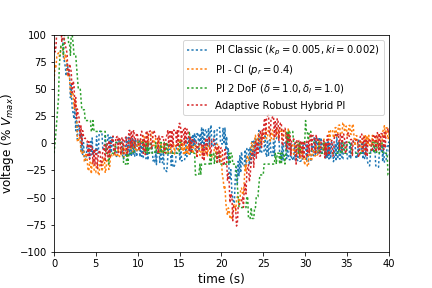 PI Classic (k_p = 0.005, ki = 0.002)
PI - CI (p_r = 0.4)
PI 2 DoF (δ = 1.0, δ_i = 1.0)
Adaptive Robust Hybrid PI
voltage (% V_max)
100
75
50
25
0
−25
−50
−75
−100
0 5 10 15 20 25 30 35 40
time (s)